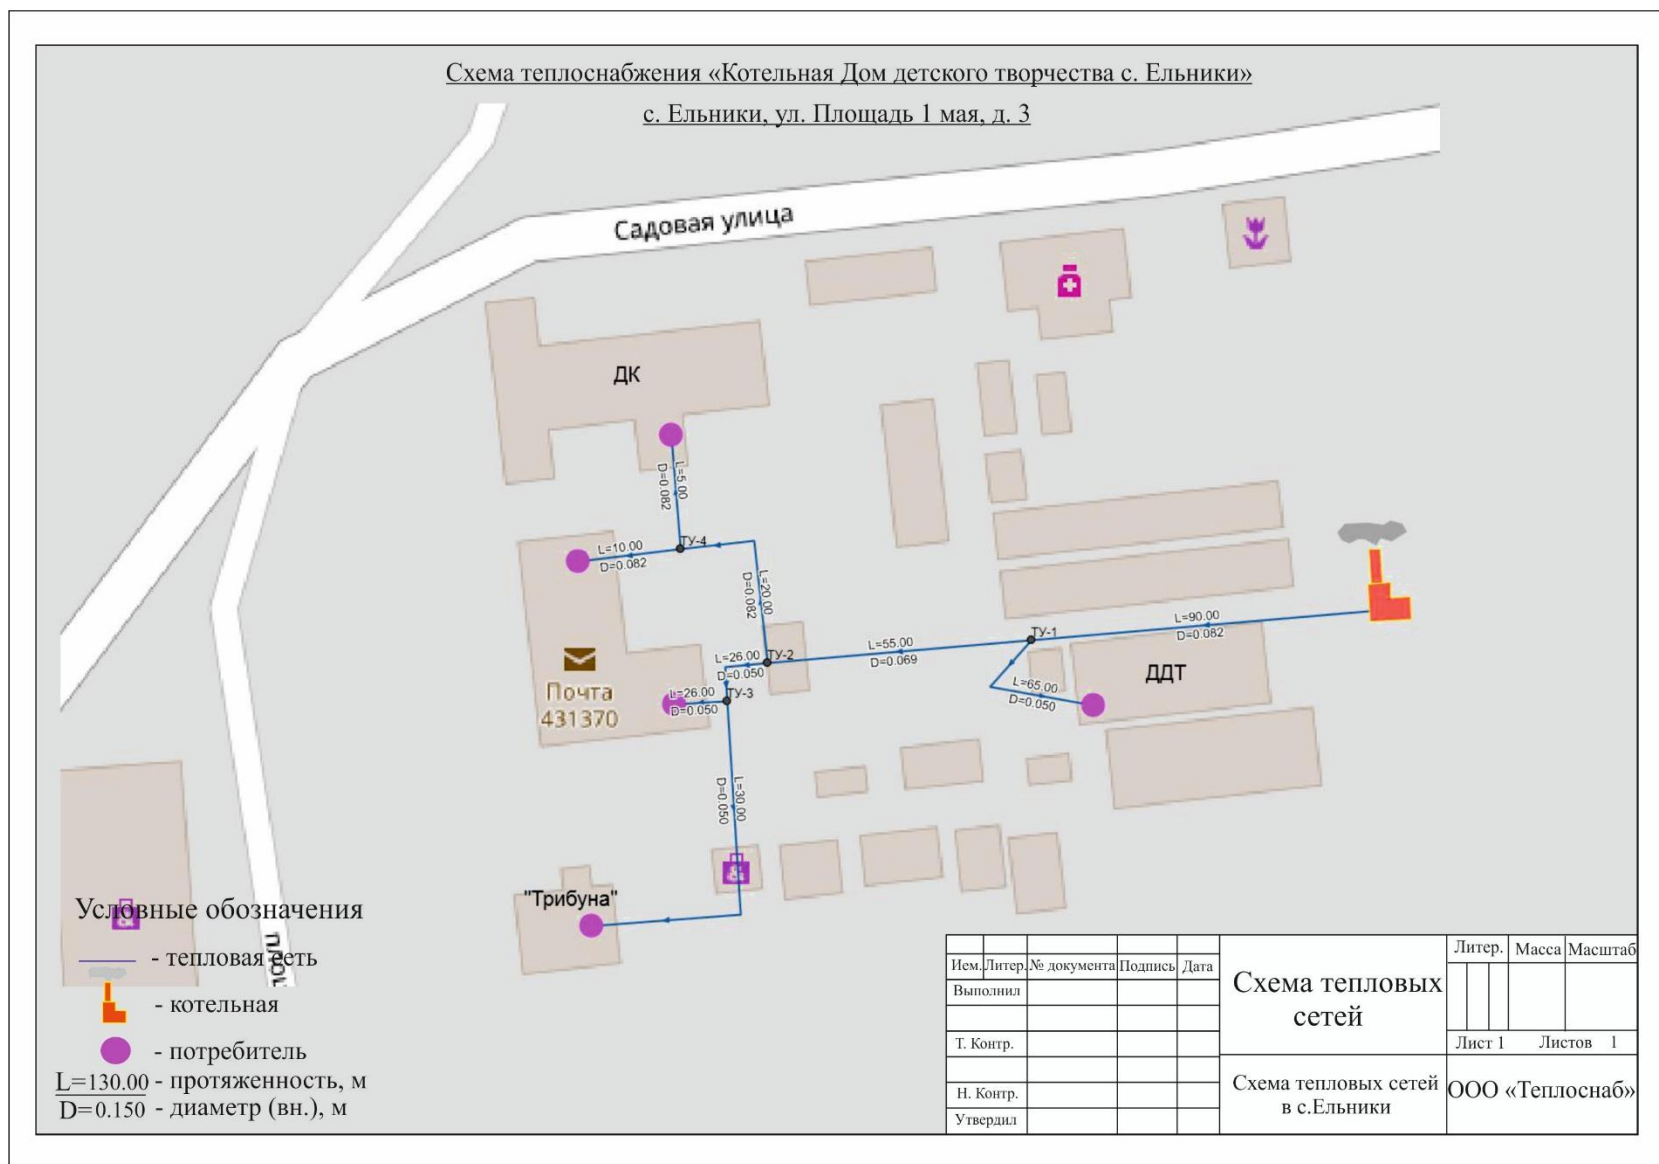 Схема теплоснабжения «Котельная Дом детского творчества с. Ельники»
с. Ельники, ул. Площадь 1 мая, д. 3
Садовая улица
ДК
L=5.00
D=0.082
ТУ-4
L=10.00
D=0.082
L=20.00
D=0.082
ТУ-1
L=90.00
D=0.082
L=55.00
D=0.069
ТУ-2
L=26.00
D=0.050
ДДТ
L=65.00
D=0.050
Почта
431370
L=26.00
D=0.050
ТУ-3
L=30.00
D=0.050
"Трибуна"
Условные обозначения
- тепловая сеть
- котельная
- потребитель
L=130.00 - протяженность, м
D=0.150 - диаметр (вн.), м
Ием. Литер. № документа Подпись Дата
Выполнил
Т. Контр.
Н. Контр.
Утвердил
Схема тепловых
сетей
Схема тепловых сетей
в с.Ельники
Литер. Масса Масштаб
Лист 1 Листов 1
ООО «Теплоснаб»